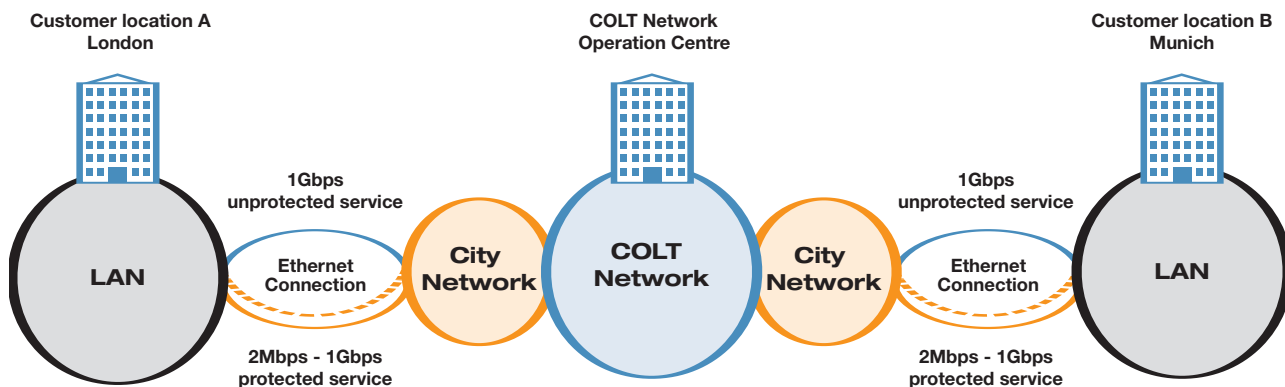 Customer location A
London
COLT Network
Operation Centre
Customer location B
Munich
1Gbps
unprotected service
1Gbps
unprotected service
LAN
Ethernet
Connection
City
Network
COLT
Network
City
Network
Ethernet
Connection
LAN
2Mbps - 1Gbps
protected service
2Mbps - 1Gbps
protected service